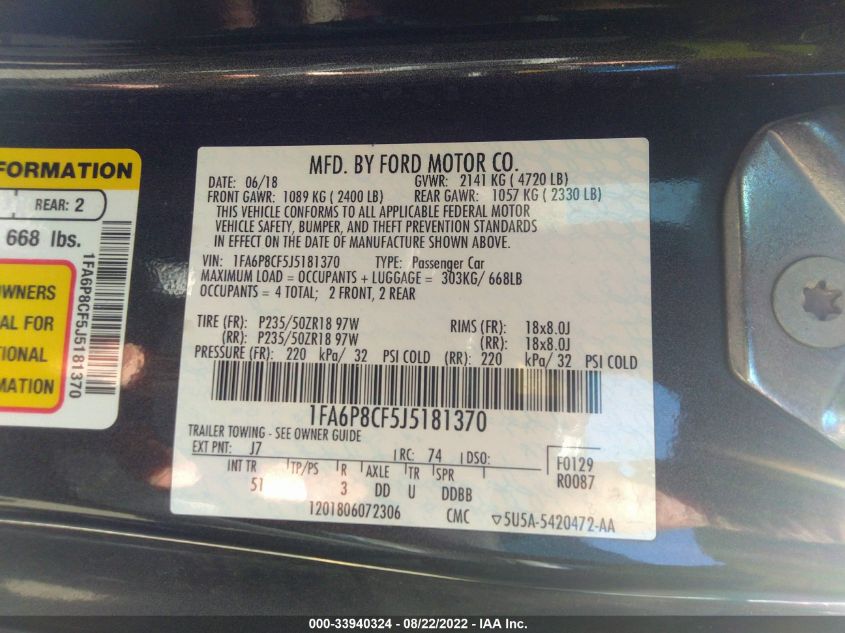 FORMATION
REAR: 2
668 lbs.
WNERS
AL FOR
TIONAL
MATION
1FA6P8CF5J5181370
MFD. BY FORD MOTOR CO.
DATE: 06/18 GVWR: 2141 KG ( 4720 LB)
FRONT GAWR: 1089 KG ( 2400 LB) REAR GAWR: 1057 KG ( 2330 LB)
THIS VEHICLE CONFORMS TO ALL APPLICABLE FEDERAL MOTOR
VEHICLE SAFETY, BUMPER, AND THEFT PREVENTION STANDARDS
IN EFFECT ON THE DATE OF MANUFACTURE SHOWN ABOVE.
VIN: 1FA6P8CF5J5181370 TYPE: Passenger Car
MAXIMUM LOAD = OCCUPANTS + LUGGAGE = 303KG/ 668LB
OCCUPANTS = 4 TOTAL; 2 FRONT, 2 REAR
TIRE (FR): P235/50ZR18 97W RIMS (FR): 18x8.0J
(RR): P235/50ZR18 97W (RR): 18x8.0J
PRESSURE (FR): 220 kPa/ 32 PSI COLD (RR): 220 kPa/ 32 PSI COLD
1FA6P8CF5J5181370
TRAILER TOWING - SEE OWNER GUIDE
EXT PNT: J7 RC: 74 DSO: F0129
INT TR TP/PS R AXLE TR SPR R0087
51 3 DD U DDBB
1201806072306 CMC ▽5U5A-5420472-AA
000-33940324 — 08/22/2022 — IAA Inc.